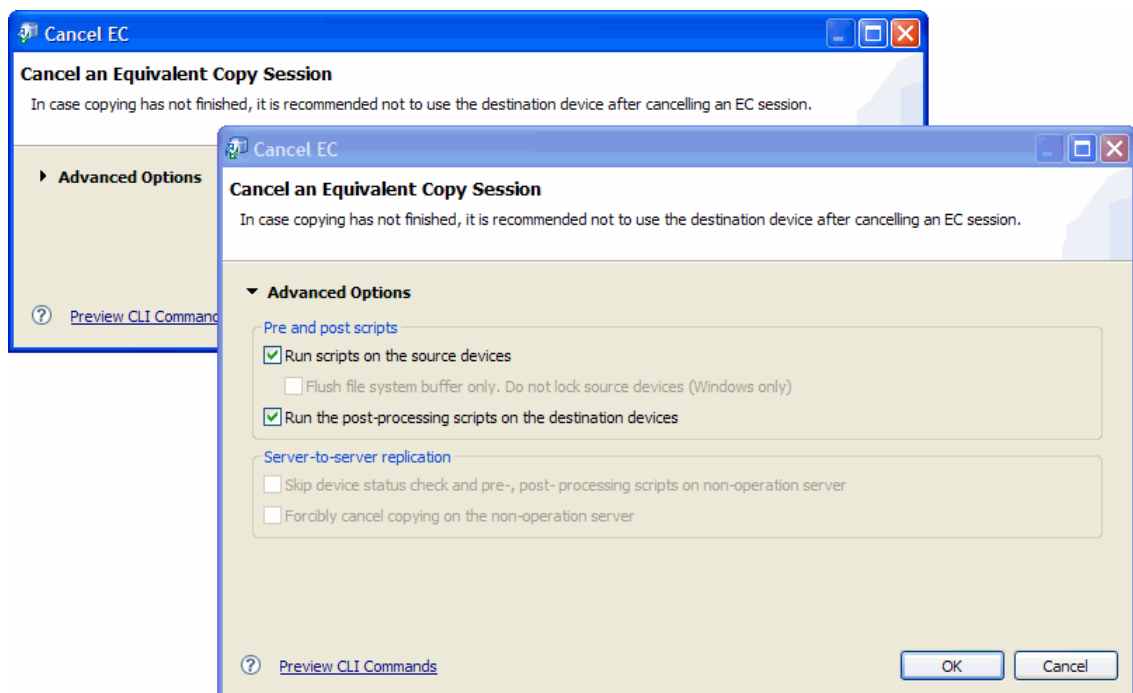 Cancel EC
Cancel an Equivalent Copy Session
In case copying has not finished, it is recommended not to use the destination device after cancelling an EC session.
Advanced Options
Preview CLI Command
Cancel EC
Cancel an Equivalent Copy Session
In case copying has not finished, it is recommended not to use the destination device after cancelling an EC session.
Advanced Options
Pre and post scripts
Run scripts on the source devices
Flush file system buffer only. Do not lock source devices (Windows only)
Run the post-processing scripts on the destination devices
Server-to-server replication
Skip device status check and pre-, post- processing scripts on non-operation server
Forcibly cancel copying on the non-operation server
Preview CLI Commands
OK
Cancel